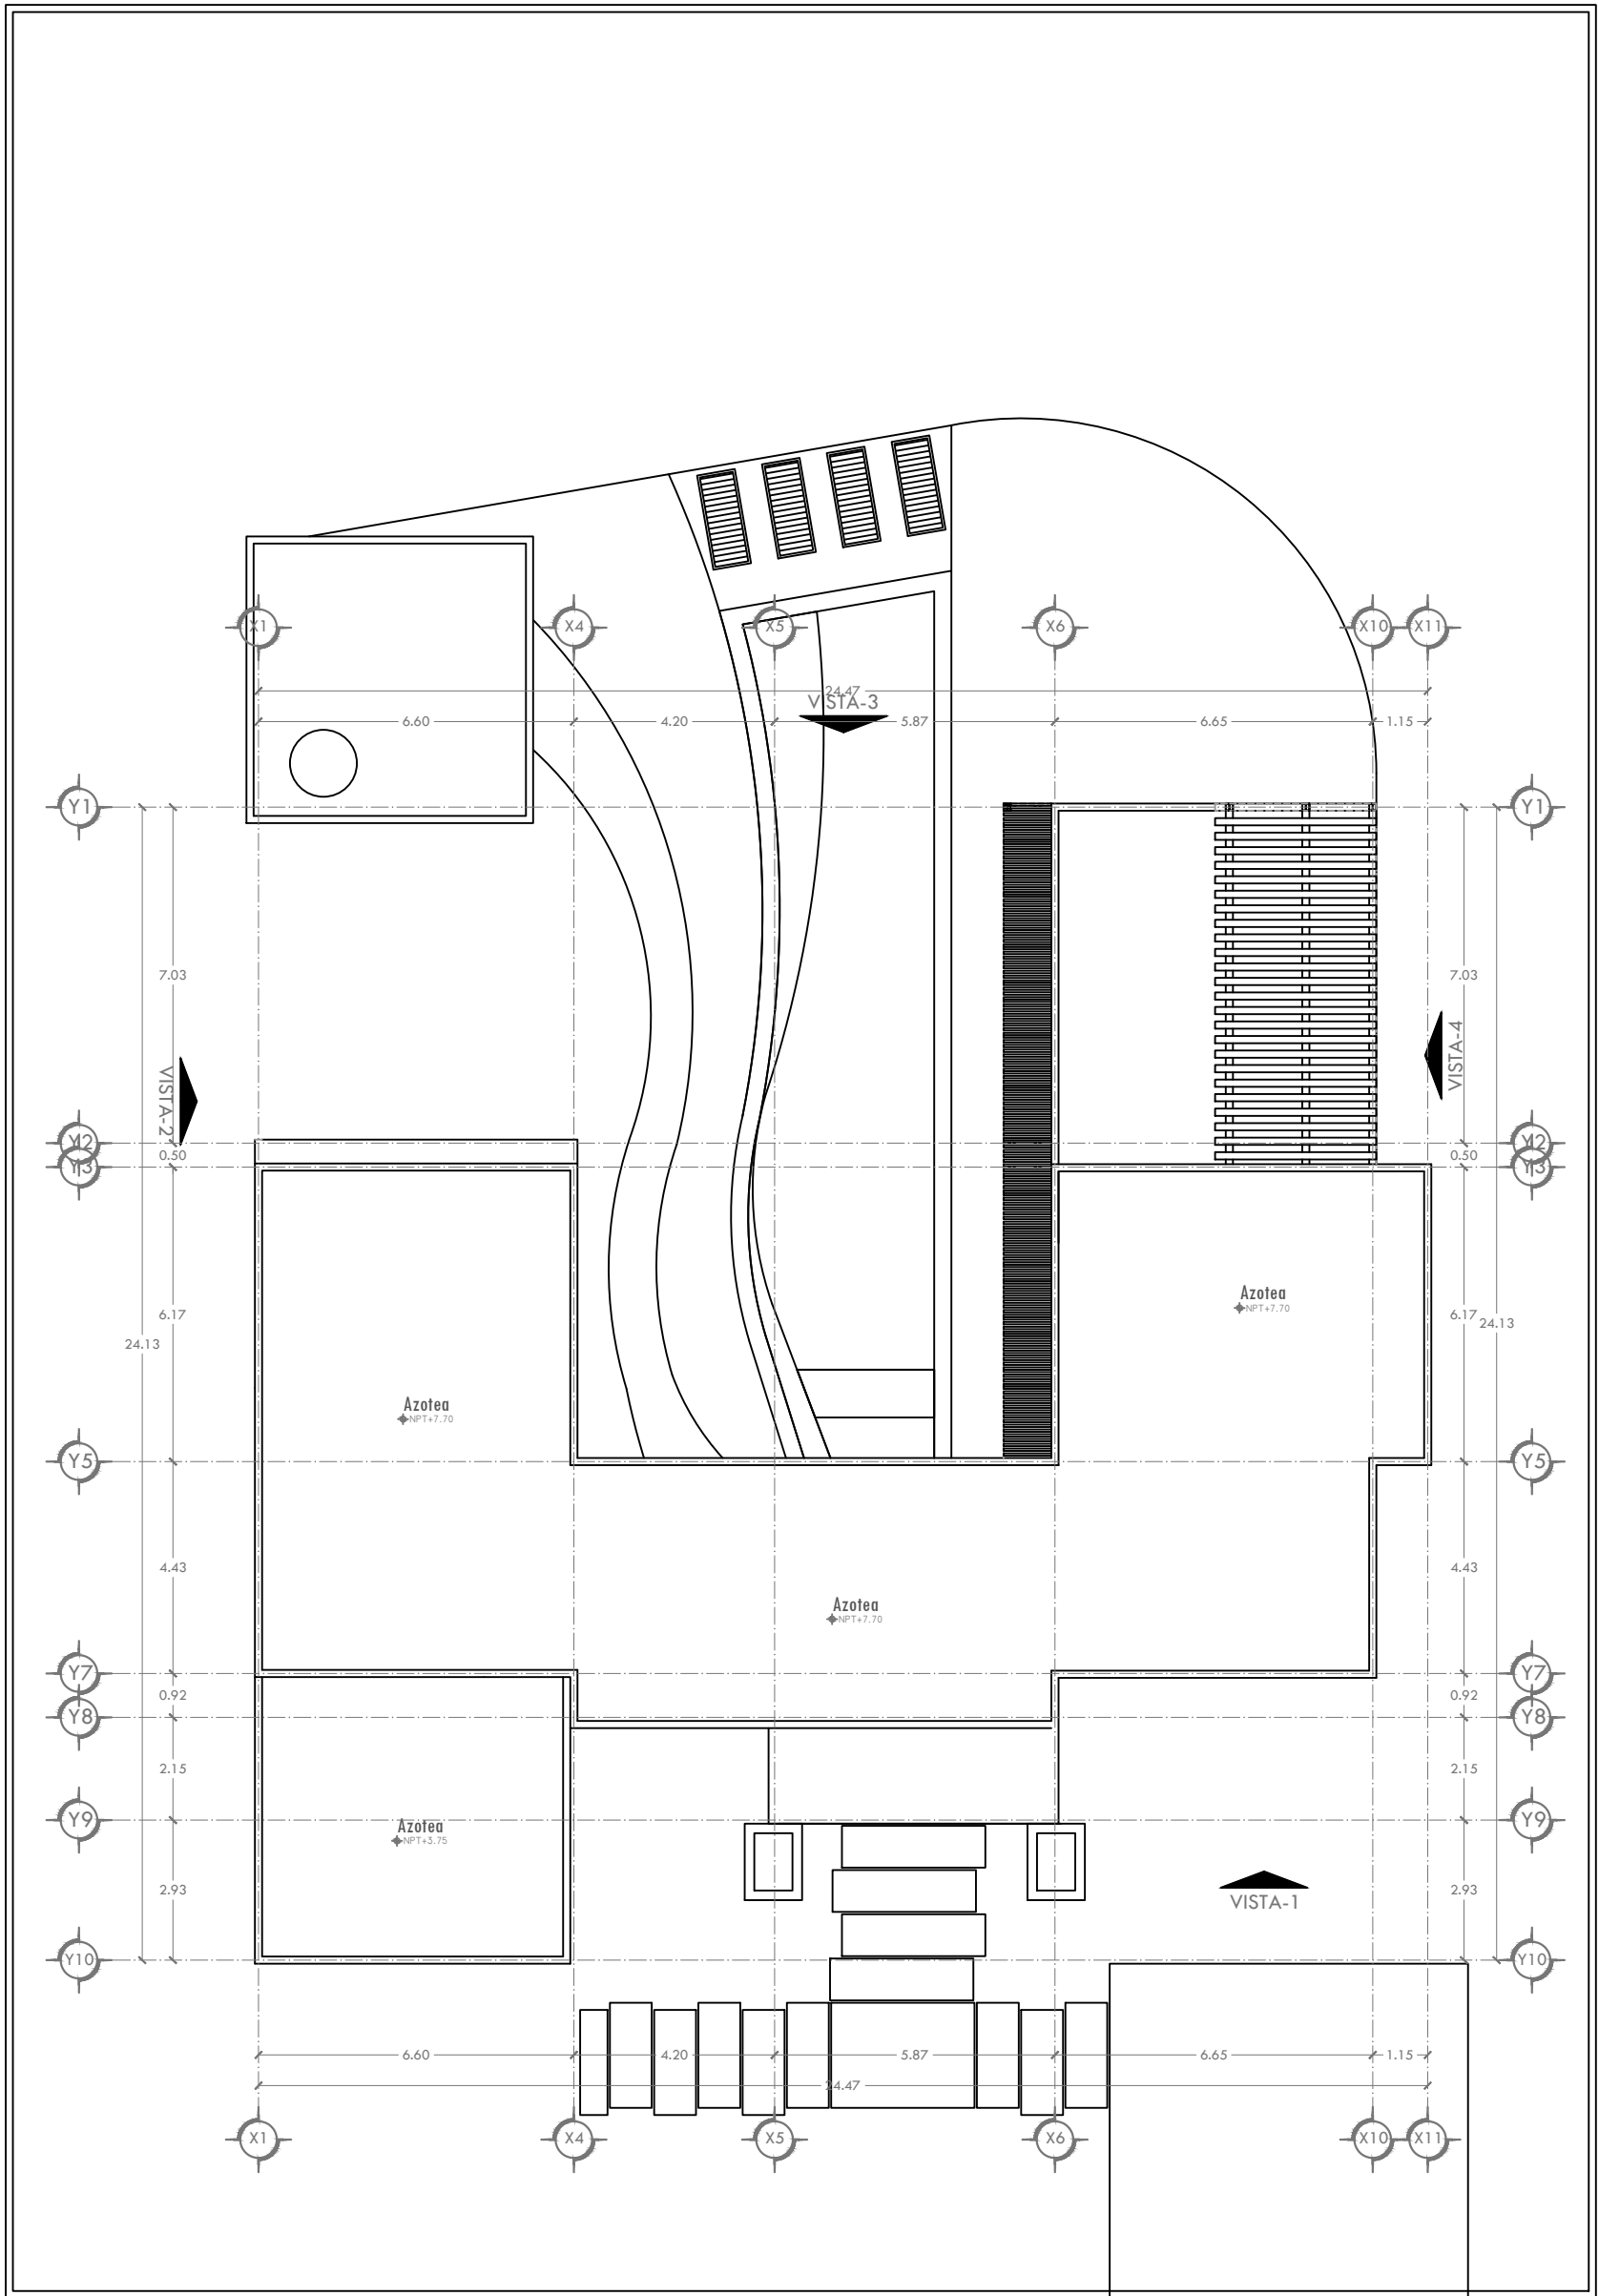 X1 X4 X5 X6 X10 X11
24.47
VISTA-3
6.60 4.20 5.87 6.65 1.15
Y1 Y1
7.03 7.03
VISTA-2
VISTA-4
Y2 Y2
0.50 0.50
Y3 Y3
Azotea
NPT+7.70
6.17 6.17
24.13 24.13
Azotea
NPT+7.70
Y5 Y5
4.43 4.43
Azotea
NPT+7.70
Y7 Y7
0.92 0.92
Y8 Y8
2.15 2.15
Y9 Y9
Azotea
NPT+3.75
2.93 2.93
VISTA-1
Y10 Y10
6.60 4.20 5.87 6.65 1.15
24.47
X1 X4 X5 X6 X10 X11